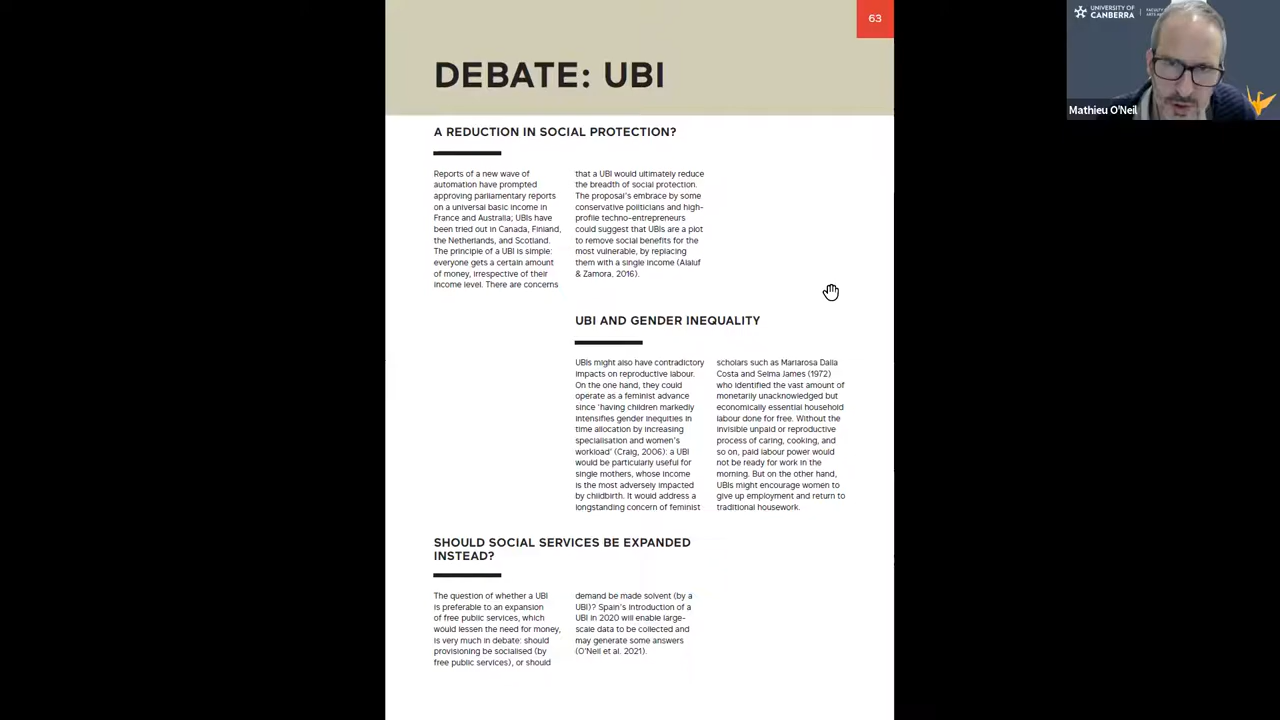 63
DEBATE: UBI
A REDUCTION IN SOCIAL PROTECTION?
Reports of a new wave of
automation have prompted
approving parliamentary reports
on a universal basic income in
France and Australia; UBIs have
been tried out in Canada, Finland,
the Netherlands, and Scotland.
The principle of a UBI is simple:
everyone gets a certain amount
of money, irrespective of their
income level. There are concerns
that a UBI would ultimately reduce
the breadth of social protection.
The proposal's embrace by some
conservative politicians and high-
profile techno-entrepreneurs
could suggest that UBIs are a plot
to remove social benefits for the
most vulnerable, by replacing
them with a single income (Alaluf
& Zamora, 2016).
UBI AND GENDER INEQUALITY
UBIs might also have contradictory
impacts on reproductive labour.
On the one hand, they could
operate as a feminist advance
since 'having children markedly
intensifies gender inequities in
time allocation by increasing
specialisation and women's
workload' (Craig, 2006): a UBI
would be particularly useful for
single mothers, whose income
is the most adversely impacted
by childbirth. It would address a
longstanding concern of feminist
scholars such as Mariarosa Dalla
Costa and Selma James (1972)
who identified the vast amount of
monetarily unacknowledged but
economically essential household
labour done for free. Without the
invisible unpaid or reproductive
process of caring, cooking, and
so on, paid labour power would
not be ready for work in the
morning. But on the other hand,
UBIs might encourage women to
give up employment and return to
traditional housework.
SHOULD SOCIAL SERVICES BE EXPANDED
INSTEAD?
The question of whether a UBI
is preferable to an expansion
of free public services, which
would lessen the need for money,
is very much in debate: should
provisioning be socialised (by
free public services), or should
demand be made solvent (by a
UBI)? Spain's introduction of a
UBI in 2020 will enable large-
scale data to be collected and
may generate some answers
(O'Neil et al. 2021).
UNIVERSITY OF
CANBERRA
FACULTY OF
Mathieu O'Neil